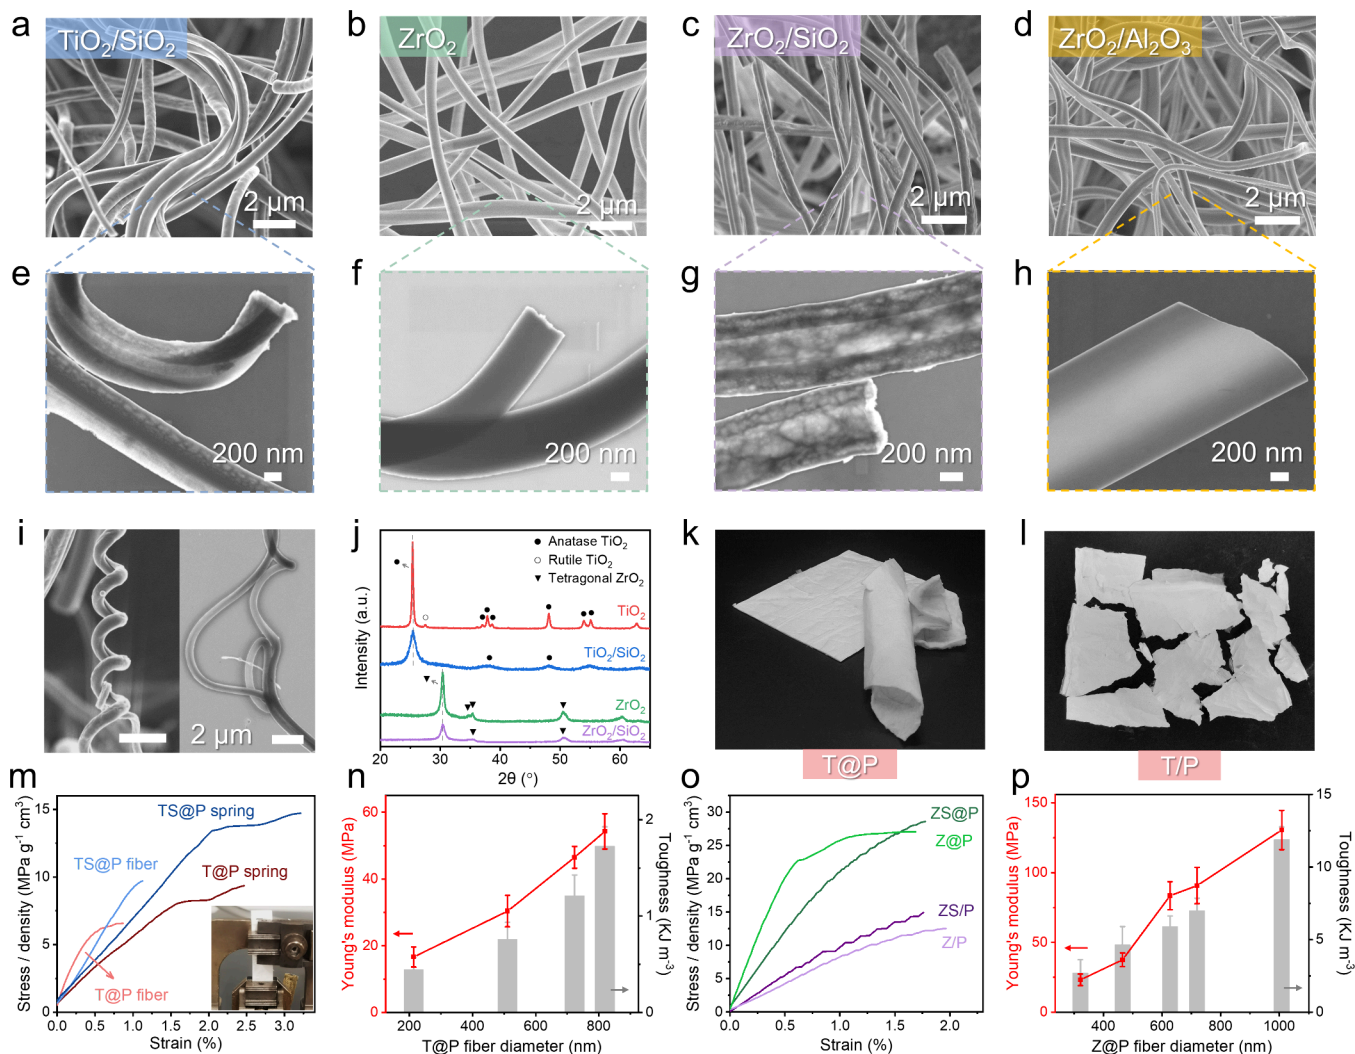 a
TiO2/SiO2
2 μm
b
ZrO2
2 μm
c
ZrO2/SiO2
2 μm
d
ZrO2/Al2O3
2 μm
e
200 nm
f
200 nm
g
200 nm
h
200 nm
i
2 μm
j
Anatase TiO2
Rutile TiO2
Tetragonal ZrO2
TiO2
TiO2/SiO2
ZrO2
ZrO2/SiO2
Intensity (a.u.)
20 30 40 50 60
2θ (°)
k
T@P
l
T/P
m
Stress / density (MPa g-1 cm3)
15
10
5
0
TS@P spring
TS@P fiber
T@P spring
T@P fiber
0.0 0.5 1.0 1.5 2.0 2.5 3.0
Strain (%)
n
Young's modulus (MPa)
60
40
20
0
2
1
0
Toughness (KJ m-3)
200 400 600 800
T@P fiber diameter (nm)
o
Stress / density (MPa g-1 cm3)
30
25
20
15
10
5
0
ZS@P
Z@P
ZS/P
Z/P
0.0 0.5 1.0 1.5 2.0
Strain (%)
p
Young's modulus (MPa)
150
100
50
0
15
10
5
0
Toughness (KJ m-3)
400 600 800 1000
Z@P fiber diameter (nm)